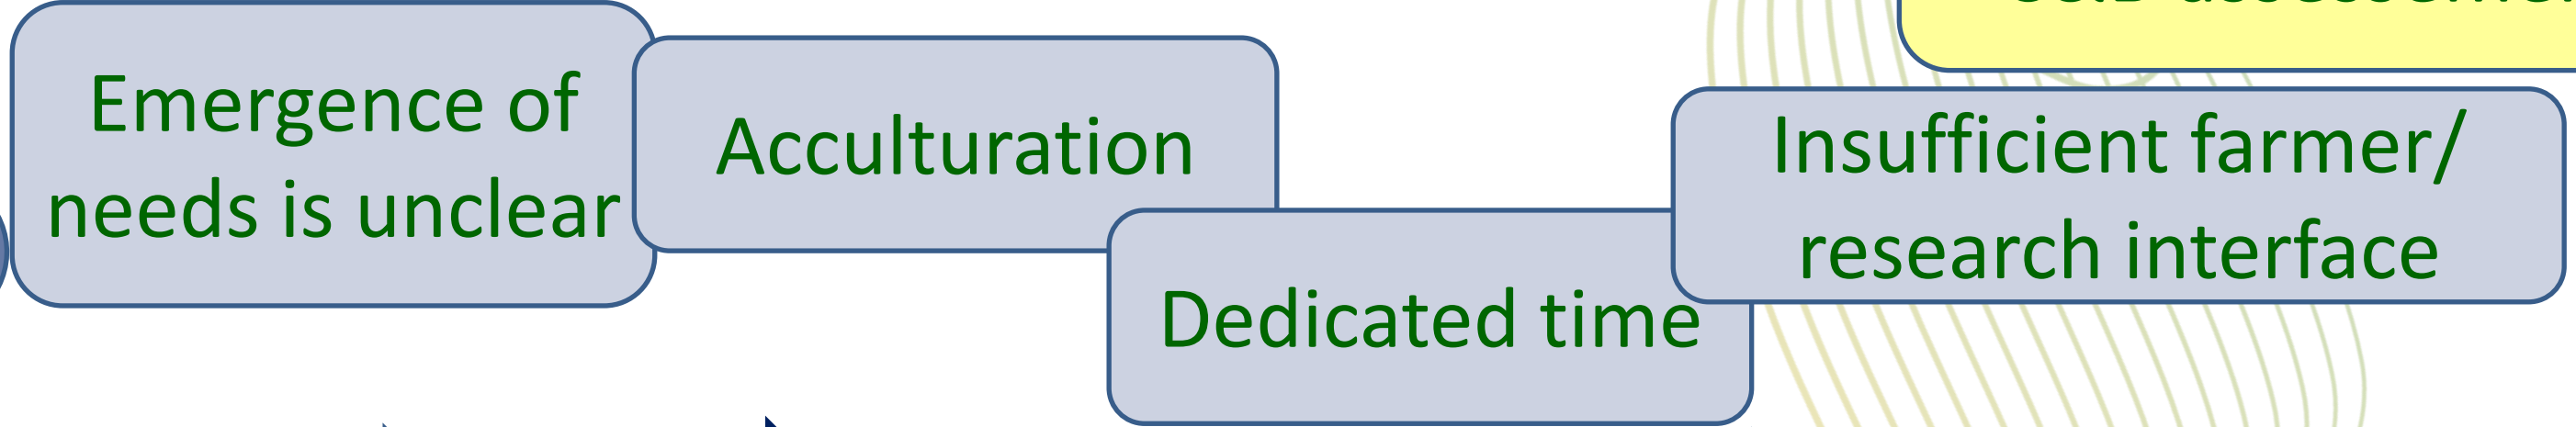 Emergence of
needs is unclear
Acculturation
Dedicated time
Insufficient farmer/
research interface